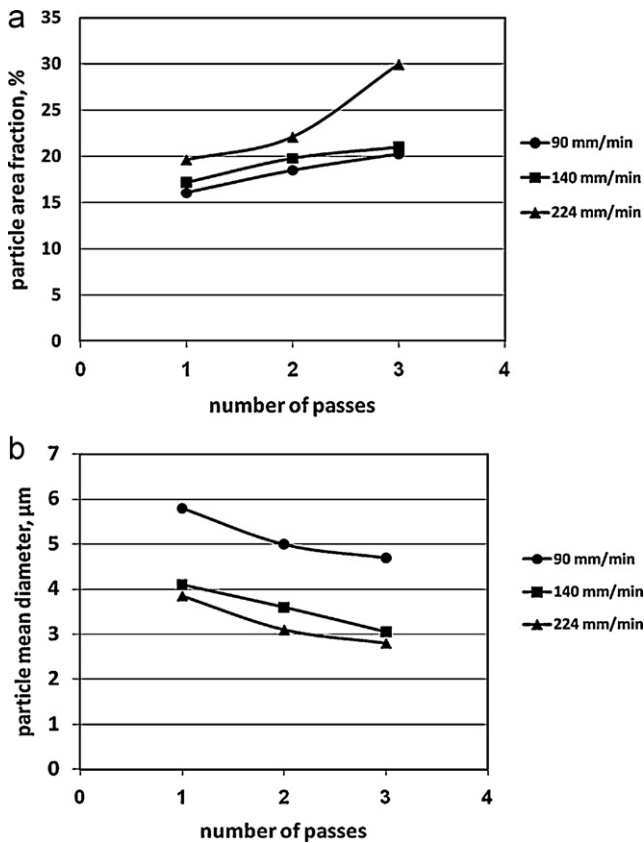 a
particle area fraction, %
35
30
25
20
15
10
5
0
0 1 2 3 4
number of passes
90 mm/min
140 mm/min
224 mm/min
b
particle mean diameter, μm
7
6
5
4
3
2
1
0
0 1 2 3 4
number of passes
90 mm/min
140 mm/min
224 mm/min